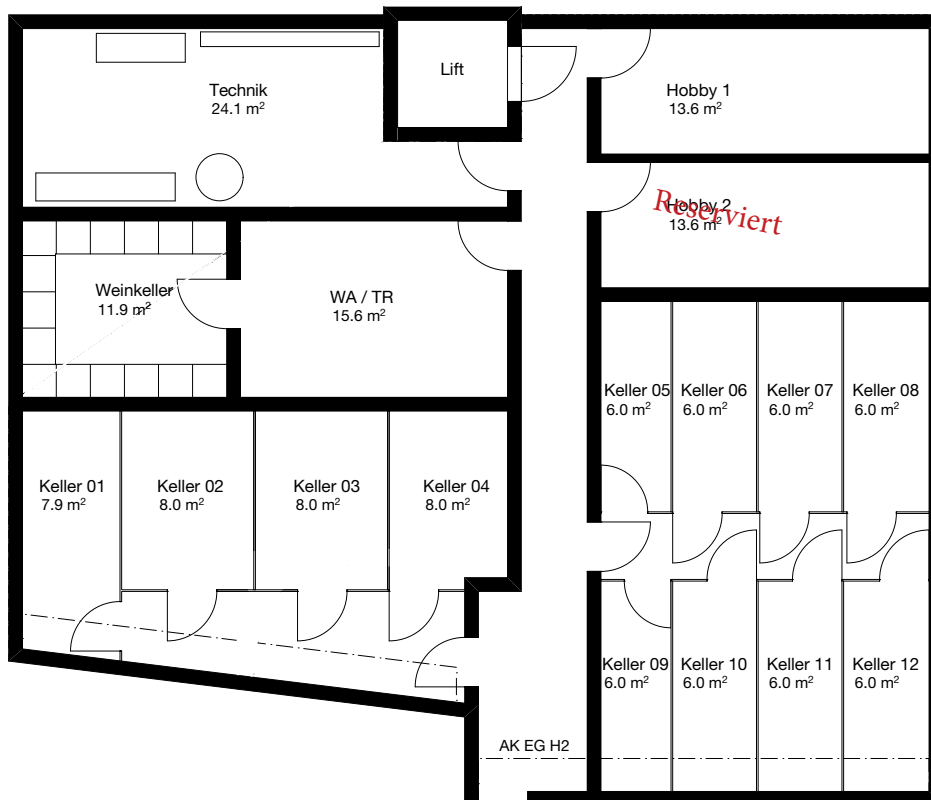 Lift
Technik
24.1 m²
Hobby 1
13.6 m²
Hobby 2
Reserviert
13.6 m²
Weinkeller
11.9 m²
WA / TR
15.6 m²
Keller 05
6.0 m²
Keller 06
6.0 m²
Keller 07
6.0 m²
Keller 08
6.0 m²
Keller 01
7.9 m²
Keller 02
8.0 m²
Keller 03
8.0 m²
Keller 04
8.0 m²
Keller 09
6.0 m²
Keller 10
6.0 m²
Keller 11
6.0 m²
Keller 12
6.0 m²
AK EG H2